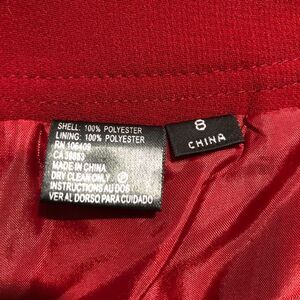 SHELL: 100% POLYESTER
LINING: 100% POLYESTER
RN 106409
CA 38883
MADE IN CHINA
DRY CLEAN ONLY
INSTRUCTIONS AU DOS
VER AL DORSO PARA CUIDADO
8
CHINA